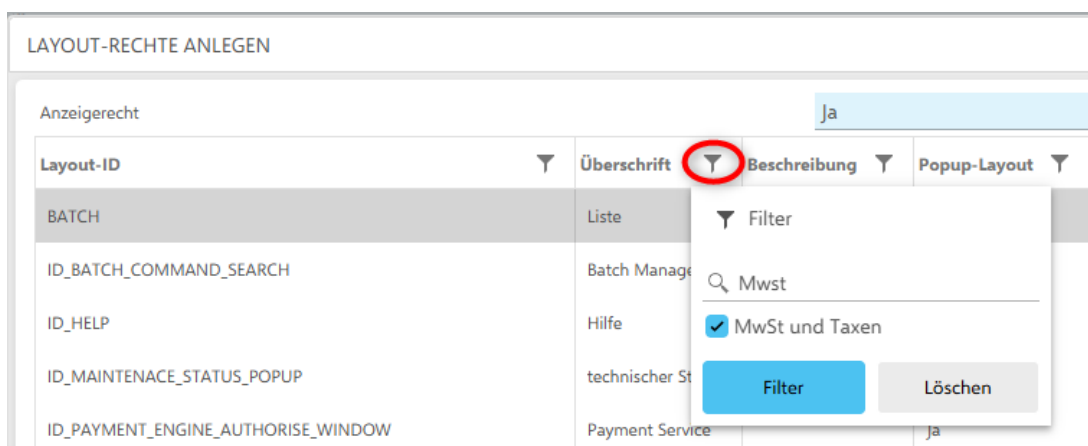 LAYOUT-RECHTE ANLEGEN
Anzeigerecht Ja
Layout-ID Überschrift Beschreibung Popup-Layout
BATCH Liste
Filter
ID_BATCH_COMMAND_SEARCH Batch Manage
Mwst
ID_HELP Hilfe
MwSt und Taxen
ID_MAINTENACE_STATUS_POPUP technischer St
Filter Löschen
ID_PAYMENT_ENGINE_AUTHORISE_WINDOW Payment Service Ja